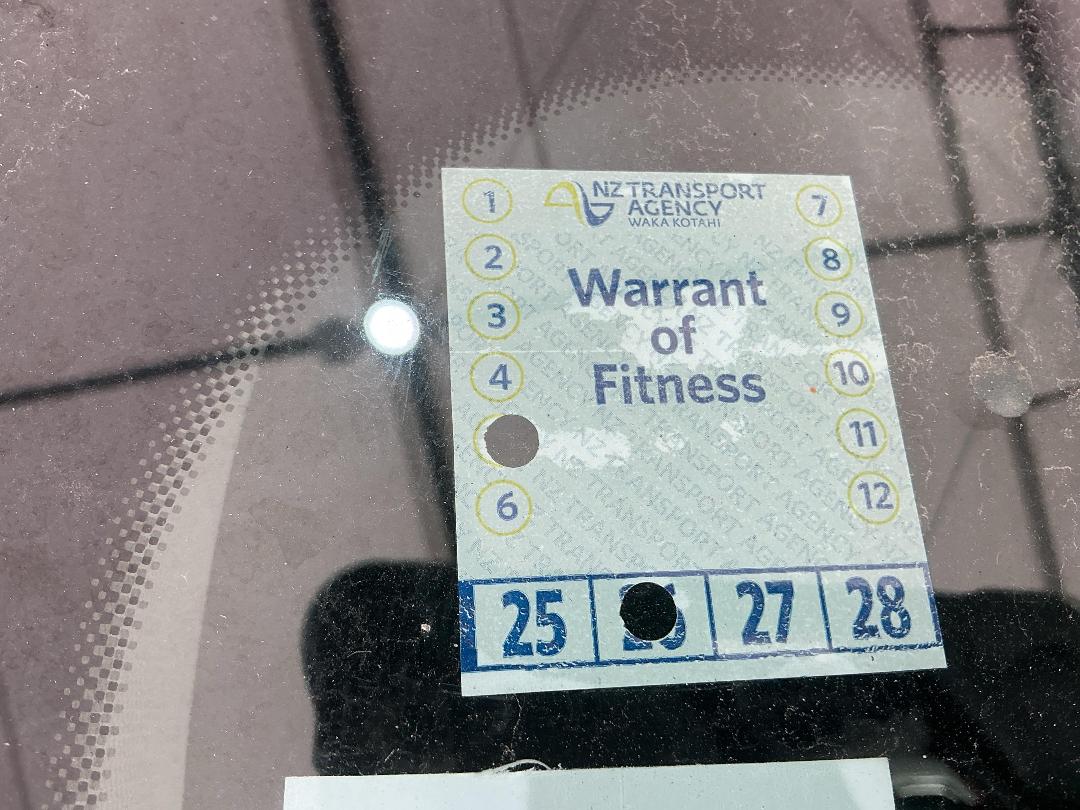 NZ TRANSPORT
AGENCY
WAKA KOTAHI
Warrant
of
Fitness
1
2
3
4
6
7
8
9
10
11
12
25
27
28